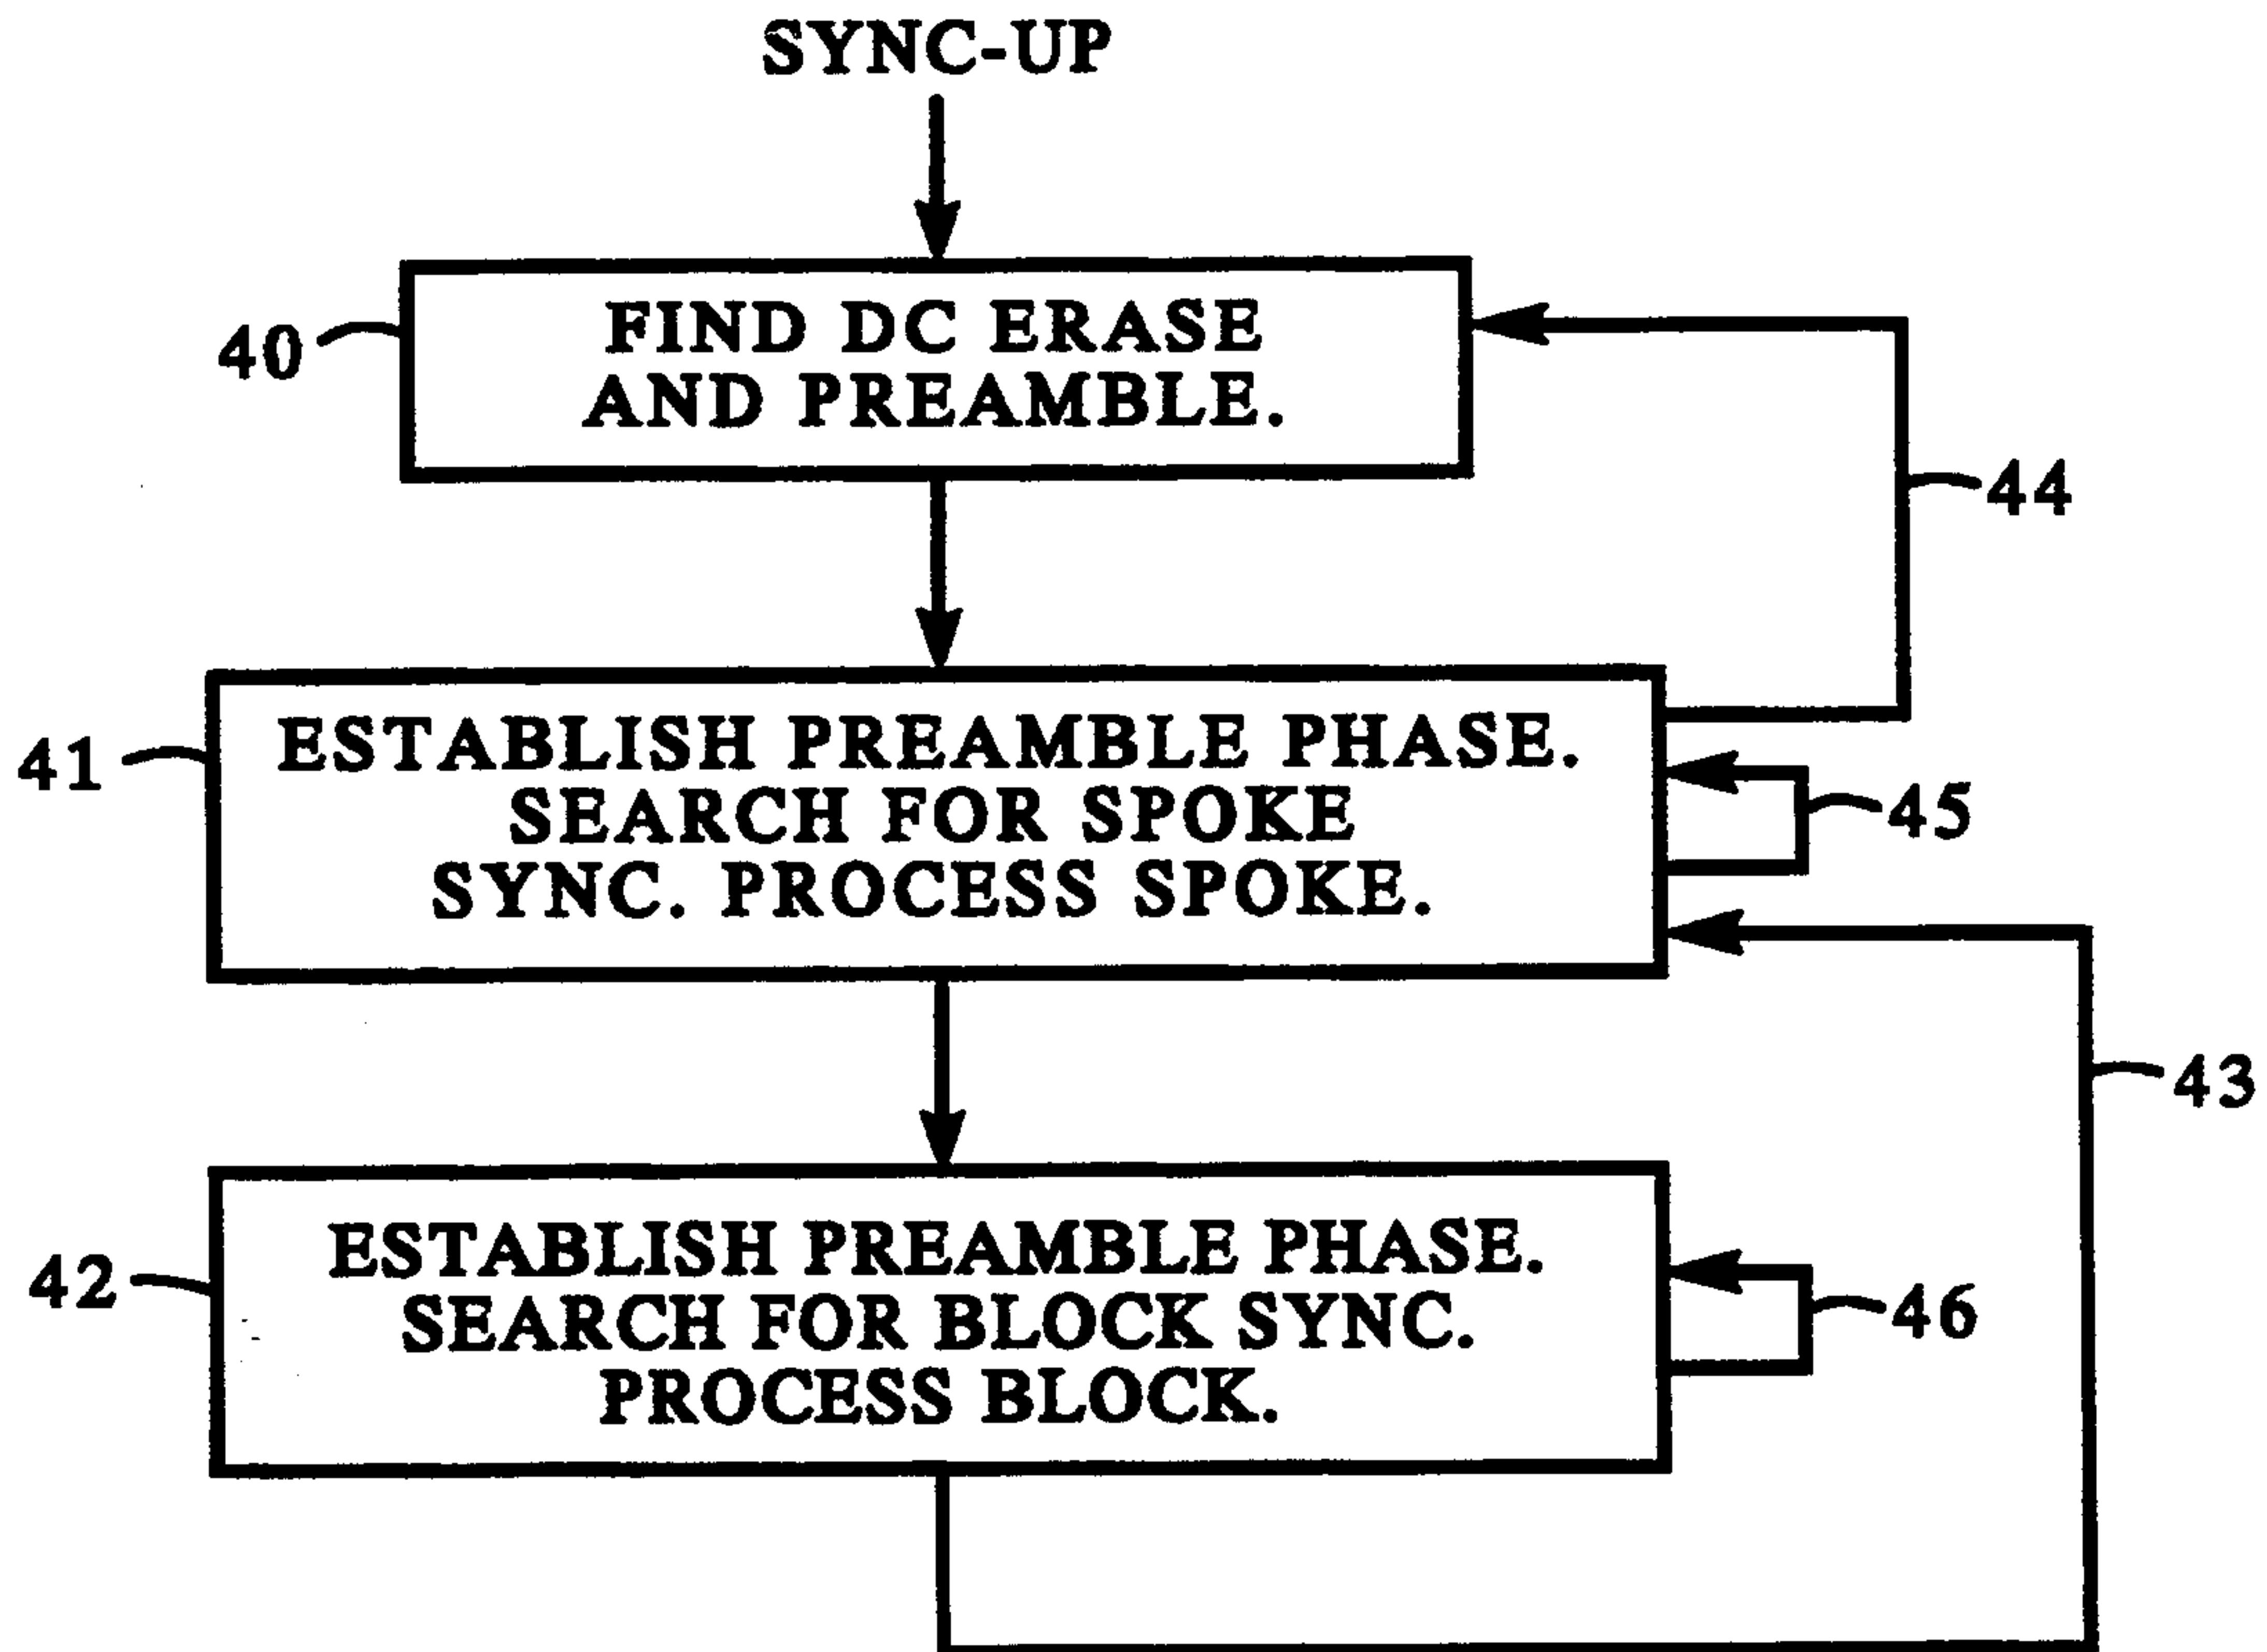 SYNC-UP
40
FIND DC ERASE
AND PREAMBLE.
44
41
ESTABLISH PREAMBLE PHASE.
SEARCH FOR SPOKE
SYNC. PROCESS SPOKE.
45
43
42
ESTABLISH PREAMBLE PHASE.
SEARCH FOR BLOCK SYNC.
PROCESS BLOCK.
46